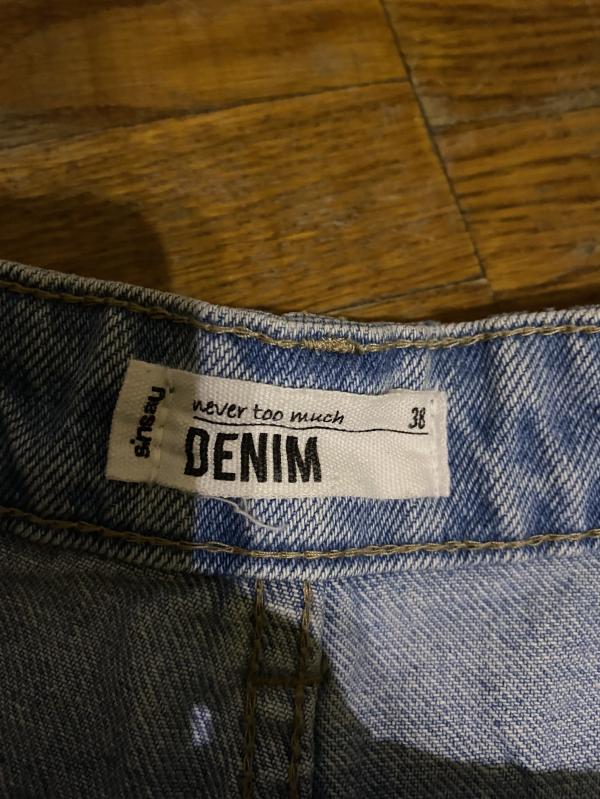 sinsay
never too much 38
DENIM